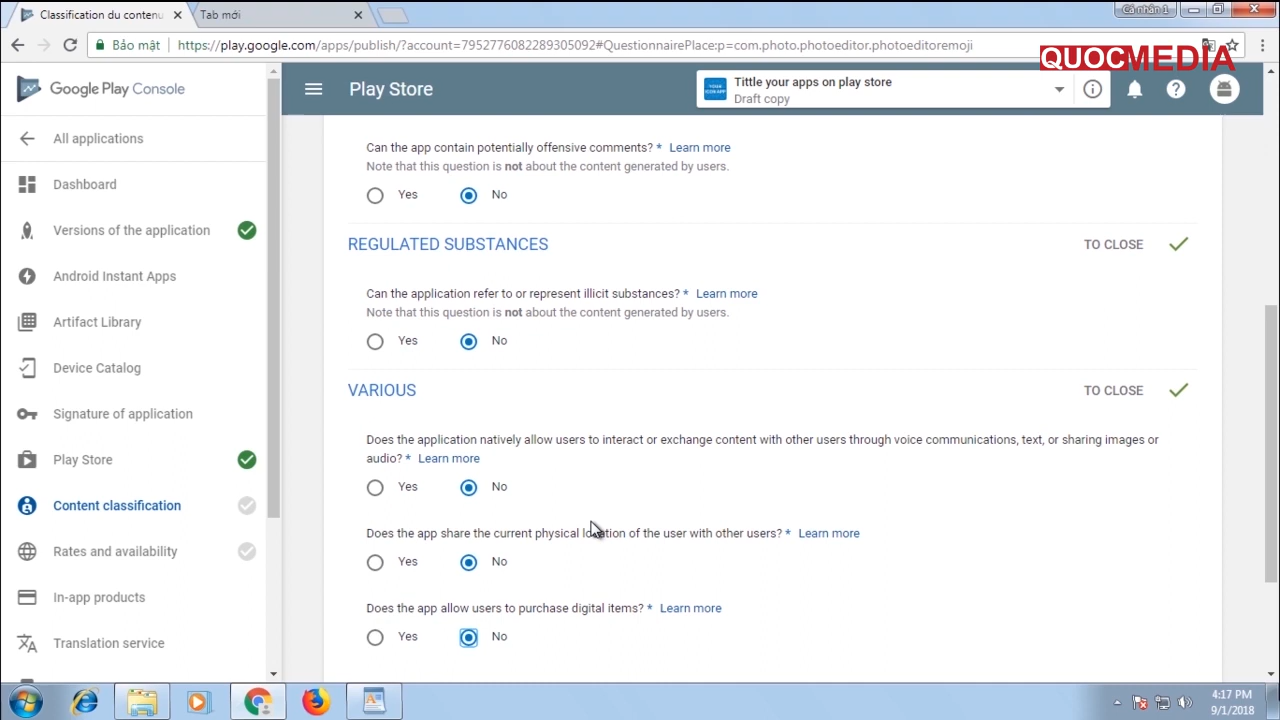 Classification du contenu
Tab mới
Cá nhân 1
Bảo mật
https://play.google.com/apps/publish/?account=7952776882289305092#QuestionnairePlace:p=com.photo.photoeditor.photoeditoremoji
QUOCMEDIA
Google Play Console
Play Store
Tittle your apps on play store
Draft copy
YOUR ICON APP
All applications
Dashboard
Versions of the application
Android Instant Apps
Artifact Library
Device Catalog
Signature of application
Play Store
Content classification
Rates and availability
In-app products
Translation service
Can the app contain potentially offensive comments? * Learn more
Note that this question is not about the content generated by users.
Yes No
REGULATED SUBSTANCES TO CLOSE
Can the application refer to or represent illicit substances? * Learn more
Note that this question is not about the content generated by users.
Yes No
VARIOUS TO CLOSE
Does the application natively allow users to interact or exchange content with other users through voice communications, text, or sharing images or
audio? * Learn more
Yes No
Does the app share the current physical location of the user with other users? * Learn more
Yes No
Does the app allow users to purchase digital items? * Learn more
Yes No
4:17 PM
9/1/2018